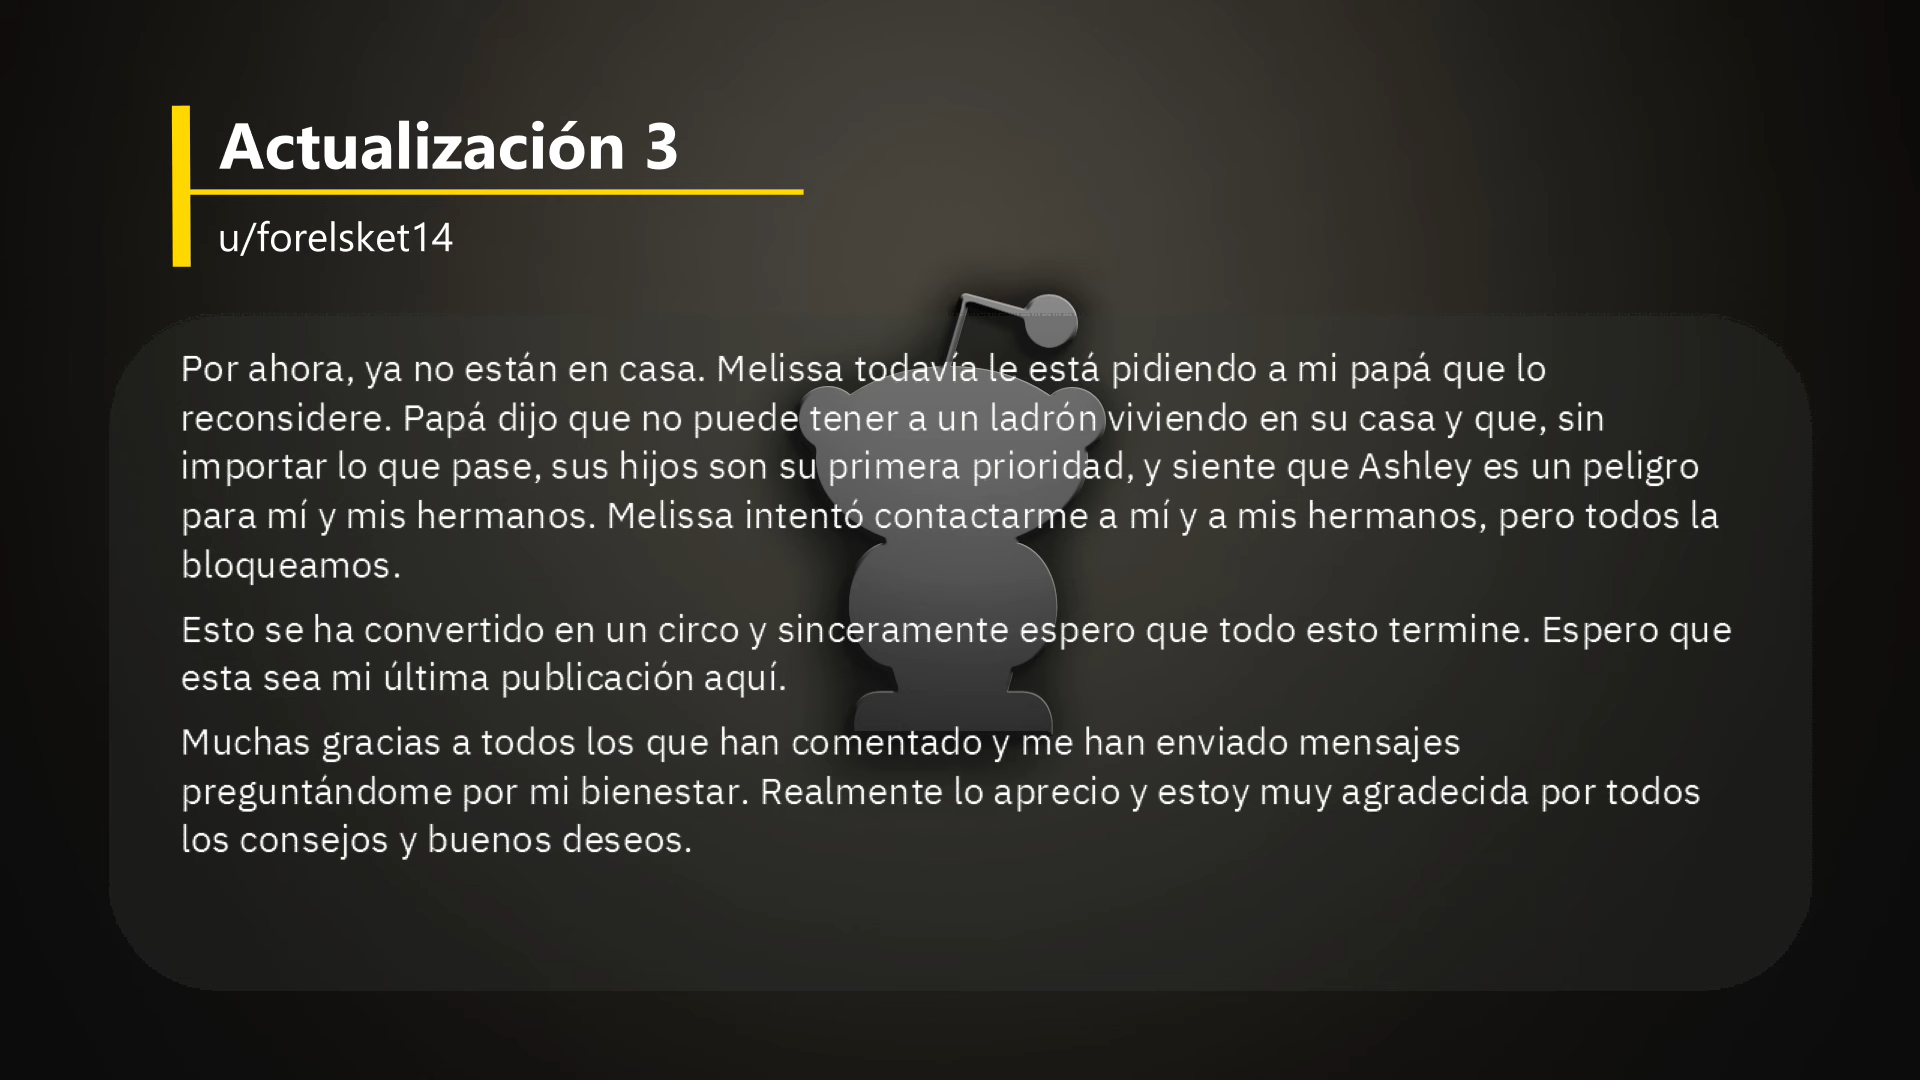 Actualización 3
u/forelsket14
Por ahora, ya no están en casa. Melissa todavía le está pidiendo a mi papá que lo
reconsidere. Papá dijo que no puede tener a un ladrón viviendo en su casa y que, sin
importar lo que pase, sus hijos son su primera prioridad, y siente que Ashley es un peligro
para mí y mis hermanos. Melissa intentó contactarme a mí y a mis hermanos, pero todos la
bloqueamos.
Esto se ha convertido en un circo y sinceramente espero que todo esto termine. Espero que
esta sea mi última publicación aquí.
Muchas gracias a todos los que han comentado y me han enviado mensajes
preguntándome por mi bienestar. Realmente lo aprecio y estoy muy agradecida por todos
los consejos y buenos deseos.